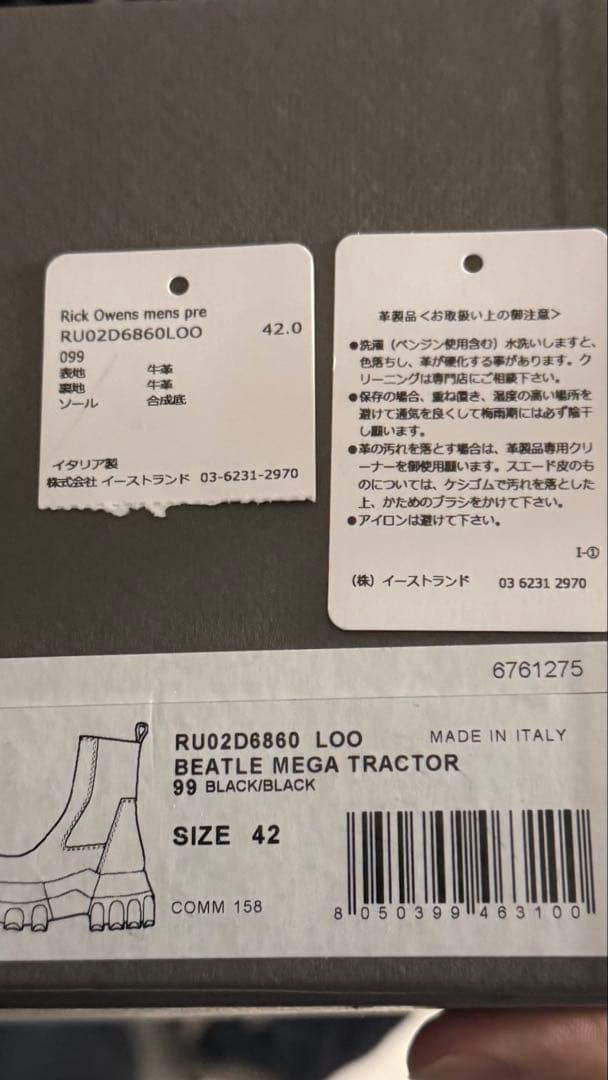 Rick Owens mens pre
RU02D6860LOO 42.0
099
表地 牛革
裏地 牛革
ソール 合成底
イタリア製
株式会社 イーストランド 03-6231-2970
革製品<お取扱い上の御注意>
●洗濯（ベンジン使用含む）水洗いしますと、
色落ちし、革が硬化する事があります。ク
リーニングは専門店にご相談下さい。
●保存の場合、重ね置き、温度の高い場所を
避けて通気を良くして梅雨期には必ず陰干
し願います。
●革の汚れを落とす場合は、革製品専用クリ
ーナーを御使用願います。スエード皮のも
のについては、ケシゴムで汚れを落とした
上、かためのブラシをかけて下さい。
●アイロンは避けて下さい。
I-①
（株）イーストランド 03 6231 2970
6761275
RU02D6860 LOO MADE IN ITALY
BEATLE MEGA TRACTOR
99 BLACK/BLACK
SIZE 42
COMM 158
8 050399 463100